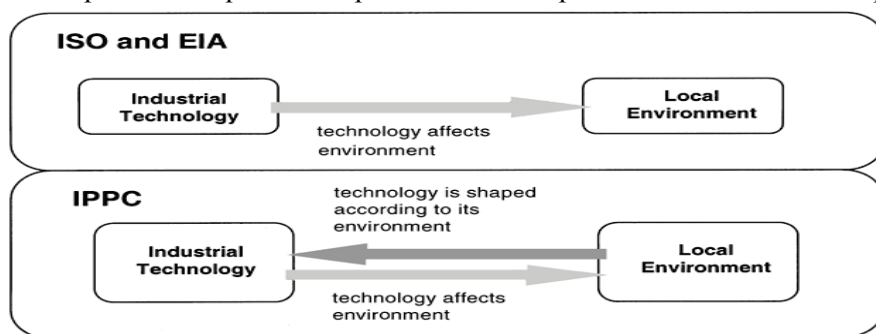 ISO and EIA
Industrial
Technology
Local
Environment
technology affects
environment
IPPC
technology is shaped
according to its
environment
Industrial
Technology
Local
Environment
technology affects
environment